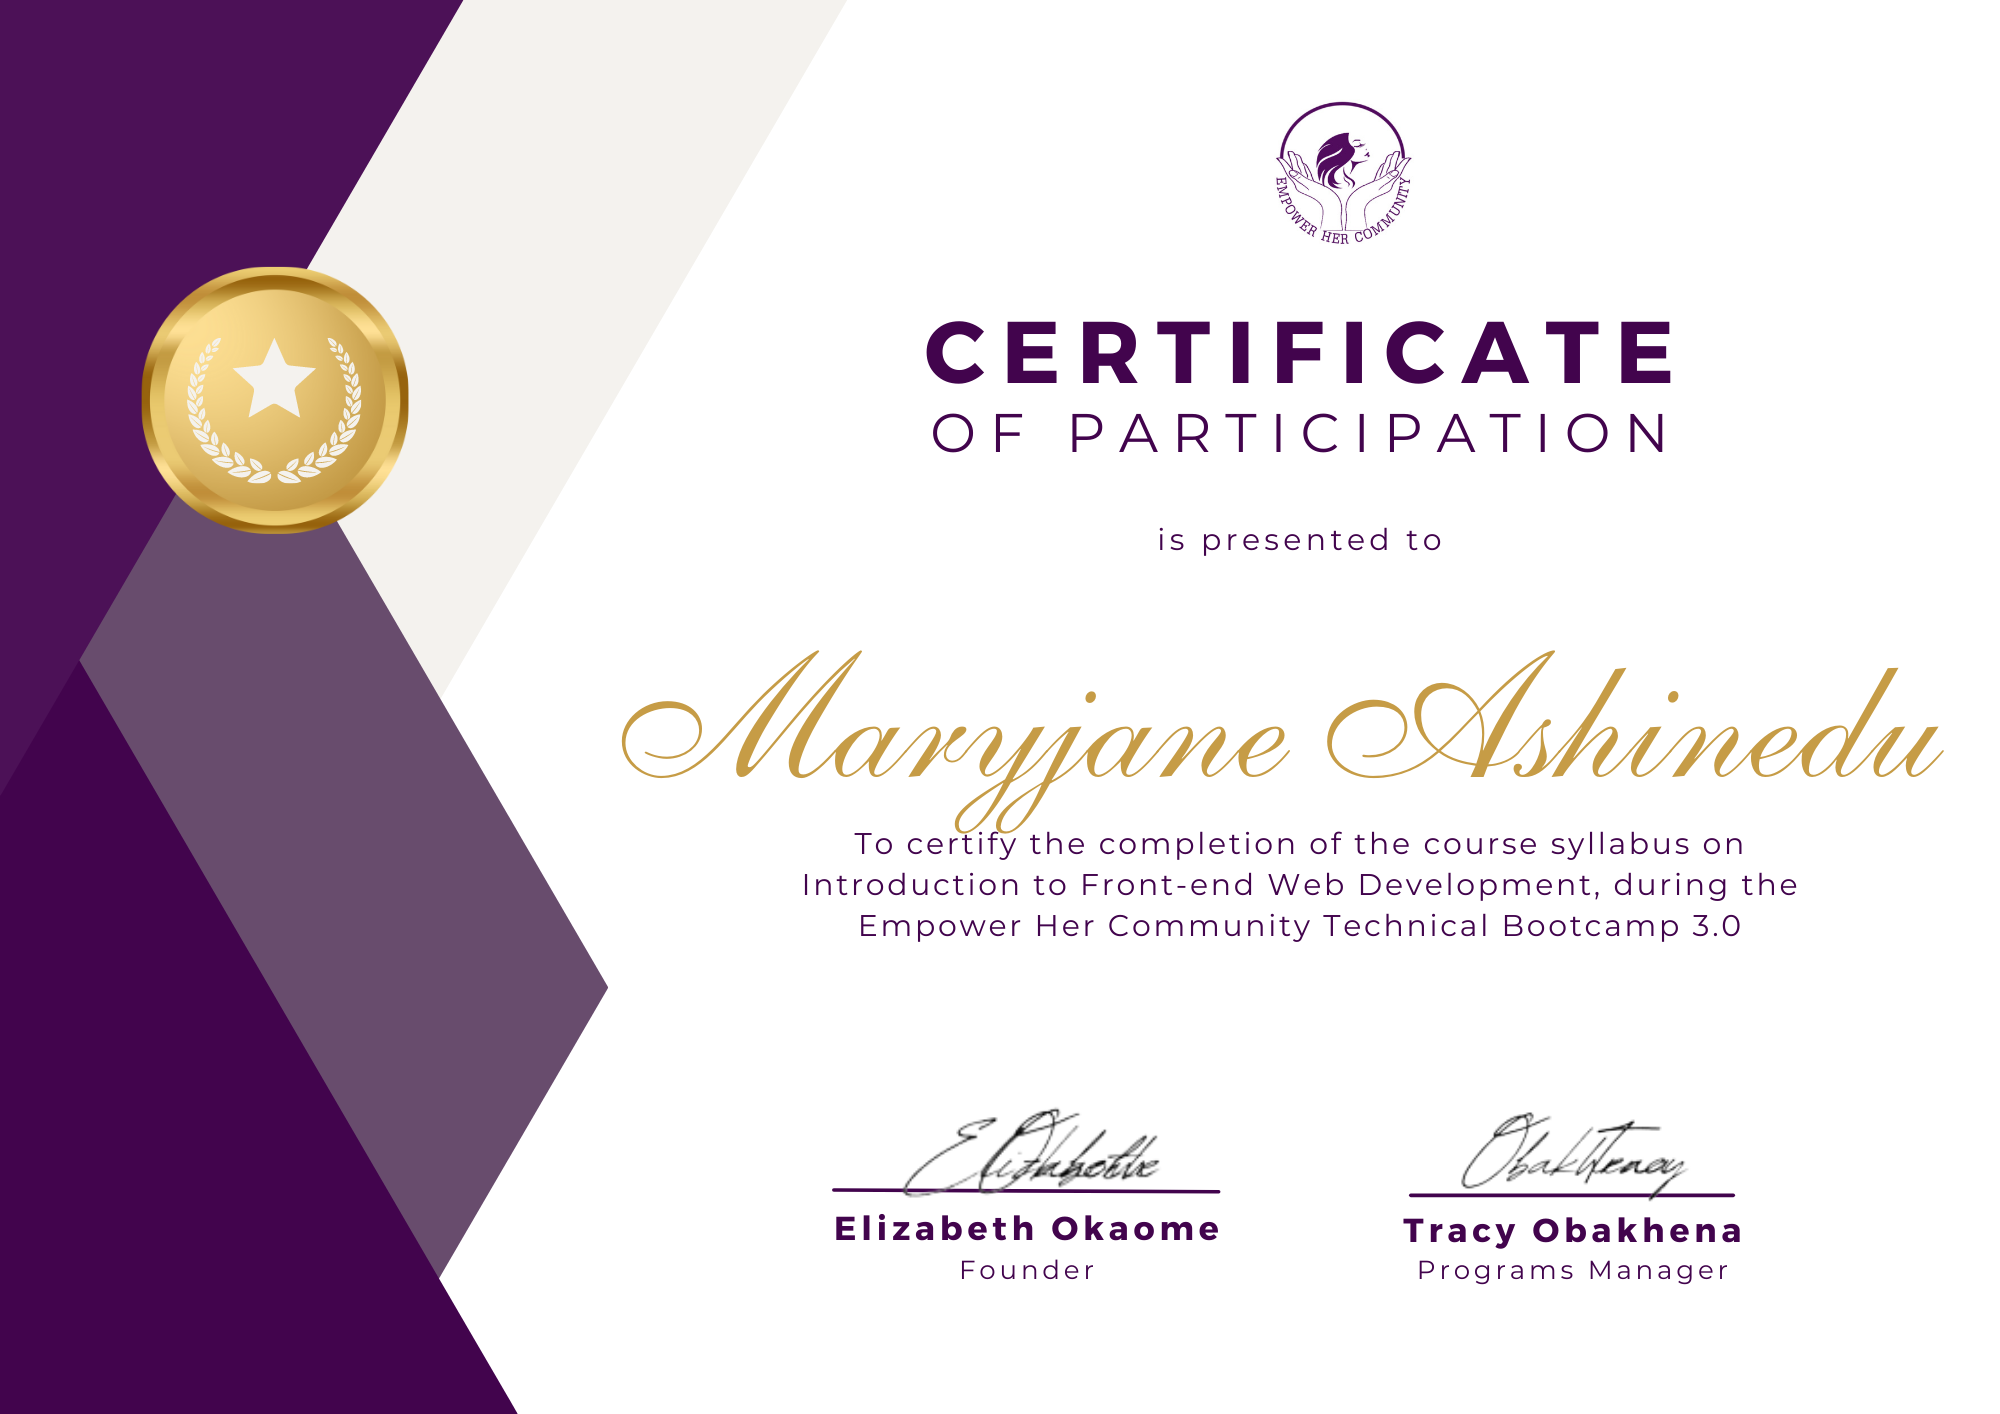 EMPOWER HER COMMUNITY
CERTIFICATE
OF PARTICIPATION
is presented to
Maryjane Ashinedu
To certify the completion of the course syllabus on
Introduction to Front-end Web Development, during the
Empower Her Community Technical Bootcamp 3.0
Elizabeth Okaome
Founder
Tracy Obakhena
Programs Manager